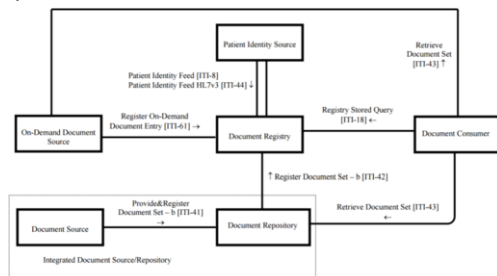 Patient Identity Source
Retrieve
Document Set
[ITI-43] ↑
Patient Identity Feed [ITI-8]
Patient Identity Feed HL7v3 [ITI-44] ↓
Register On-Demand
Document Entry [ITI-61] →
Registry Stored Query
[ITI-18] ←
On-Demand Document
Source
Document Registry
Document Consumer
↑ Register Document Set – b [ITI-42]
Provide&Register
Document Set – b [ITI-41]
→
Retrieve Document Set [ITI-43]
←
Document Source
Document Repository
Integrated Document Source/Repository